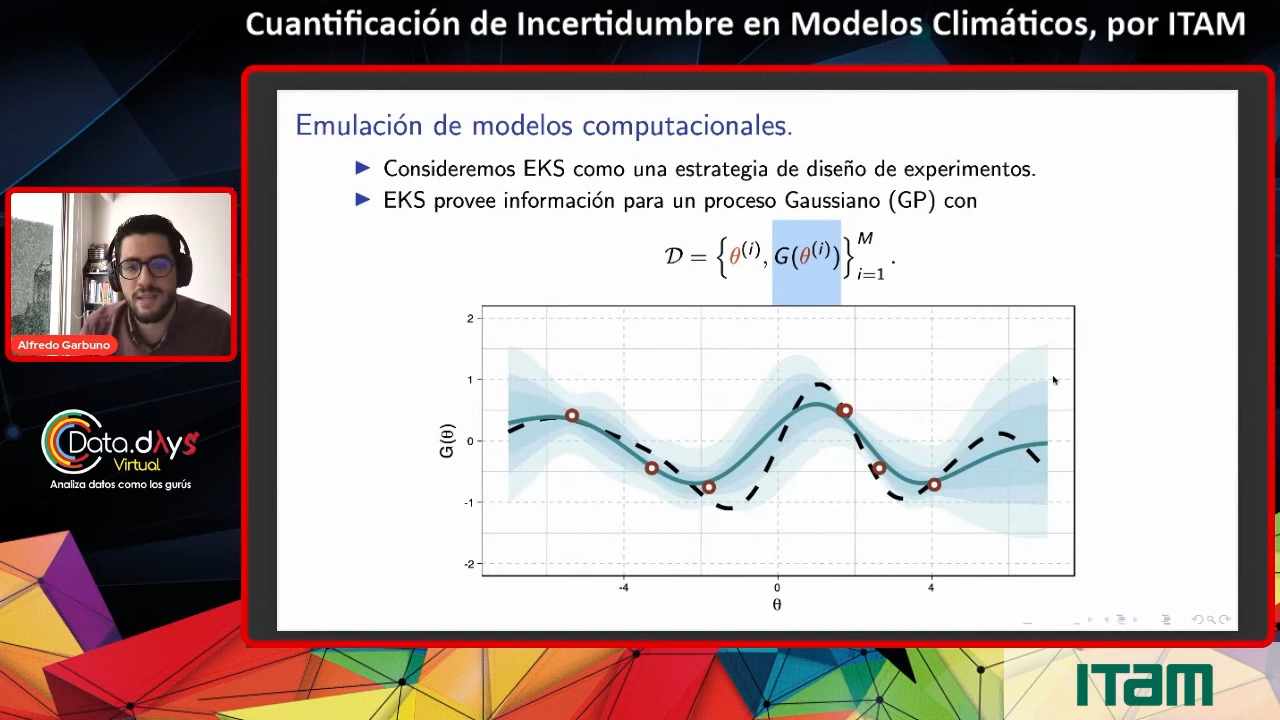 Cuantificación de Incertidumbre en Modelos Climáticos, por ITAM
Emulación de modelos computacionales.
Consideremos EKS como una estrategia de diseño de experimentos.
EKS provee información para un proceso Gaussiano (GP) con
𝒟 = {θ⁽ⁱ⁾, G(θ⁽ⁱ⁾)}ᴹᵢ₌₁ .
2
1
0
-1
-2
G(θ)
-4
0
4
θ
Alfredo Garbuno
Data.dλys
Virtual
Analiza datos como los gurús
ITAM